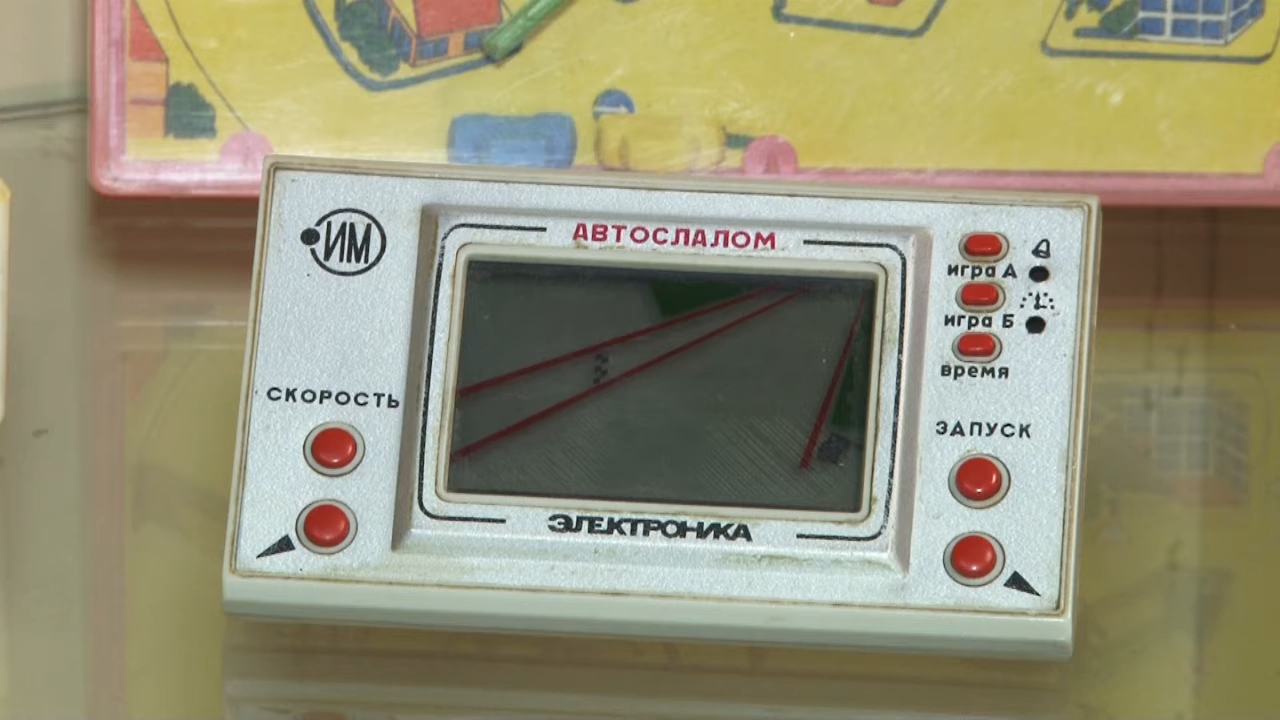 ИМ
АВТОСЛАЛОМ
игра А
игра Б
время
СКОРОСТЬ
ЗАПУСК
ЭЛЕКТРОНИКА